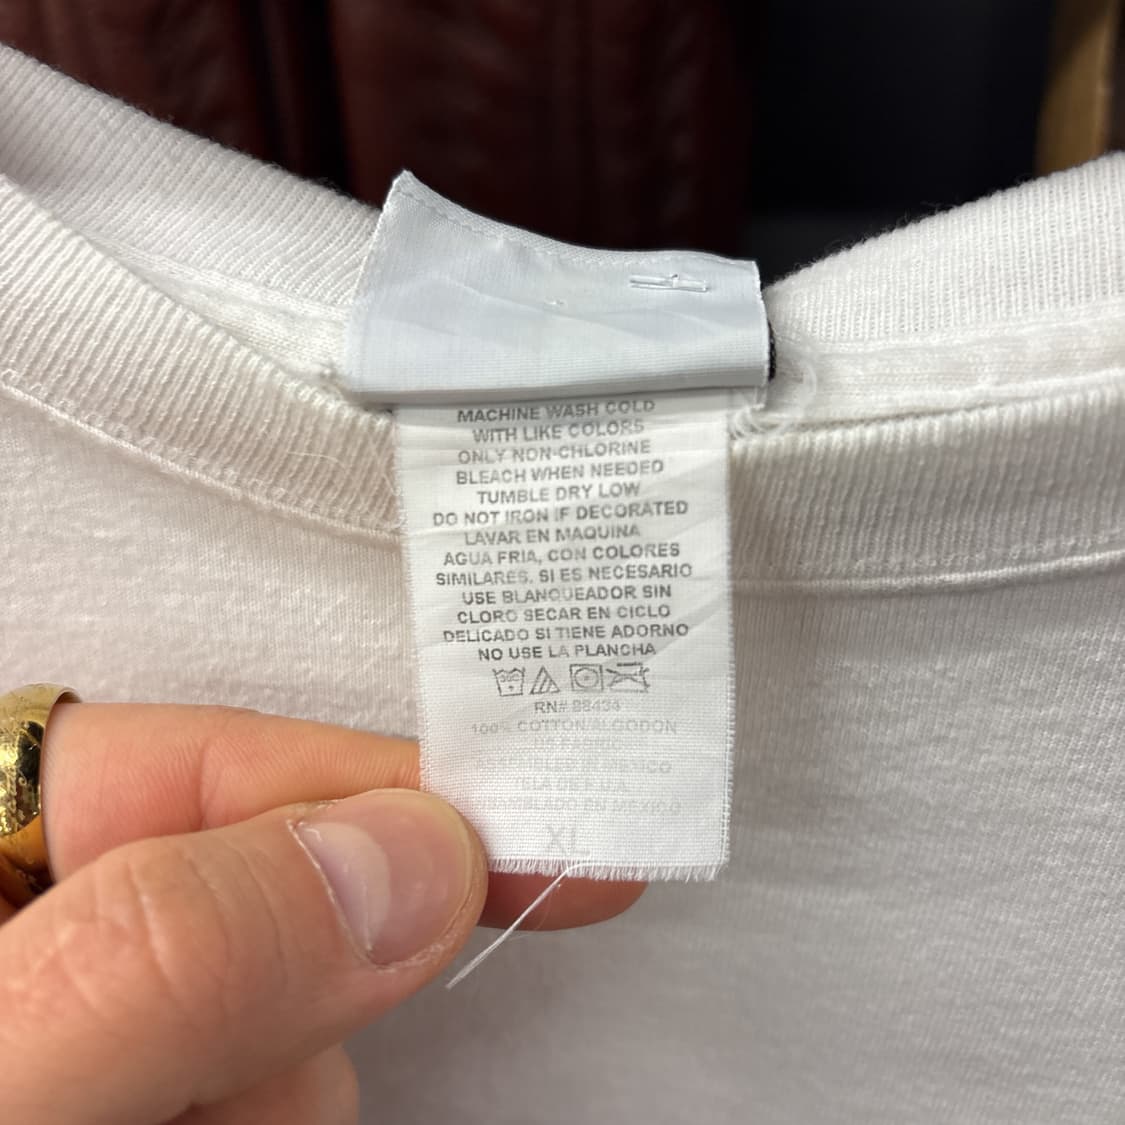 MACHINE WASH COLD
WITH LIKE COLORS
ONLY NON-CHLORINE
BLEACH WHEN NEEDED
TUMBLE DRY LOW
DO NOT IRON IF DECORATED
LAVAR EN MAQUINA
AGUA FRIA, CON COLORES
SIMILARES. SI ES NECESARIO
USE BLANQUEADOR SIN
CLORO SECAR EN CICLO
DELICADO SI TIENE ADORNO
NO USE LA PLANCHA
30C
RN# 88434
100% COTTON/ALGODON
US FABRIC
ASSEMBLED IN MEXICO
TELA DE E.U.A.
ENSAMBLADO EN MEXICO
XL